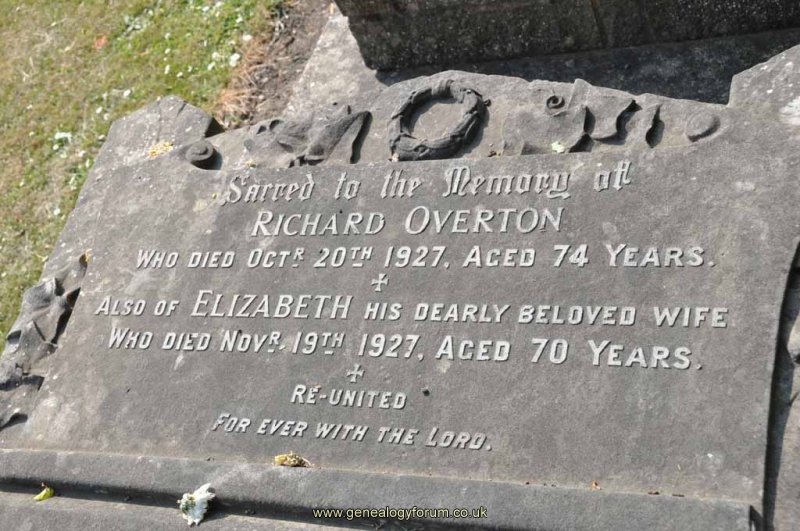 Sacred to the Memory of
RICHARD OVERTON
WHO DIED OCTR 20TH 1927, AGED 74 YEARS.
ALSO OF ELIZABETH HIS DEARLY BELOVED WIFE
WHO DIED NOVR 19TH 1927, AGED 70 YEARS.
RE-UNITED
FOR EVER WITH THE LORD.
www.genealogyforum.co.uk